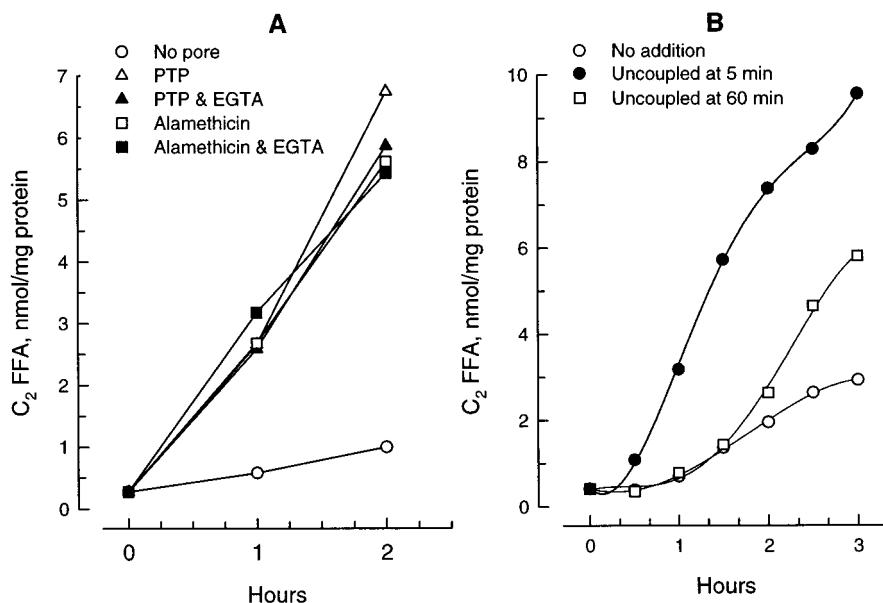 A
No pore
PTP
PTP & EGTA
Alamethicin
Alamethicin & EGTA
7
6
5
4
3
2
1
0
C₂ FFA, nmol/mg protein
0 1 2
Hours
B
No addition
Uncoupled at 5 min
Uncoupled at 60 min
10
8
6
4
2
0
C₂ FFA, nmol/mg protein
0 1 2 3
Hours